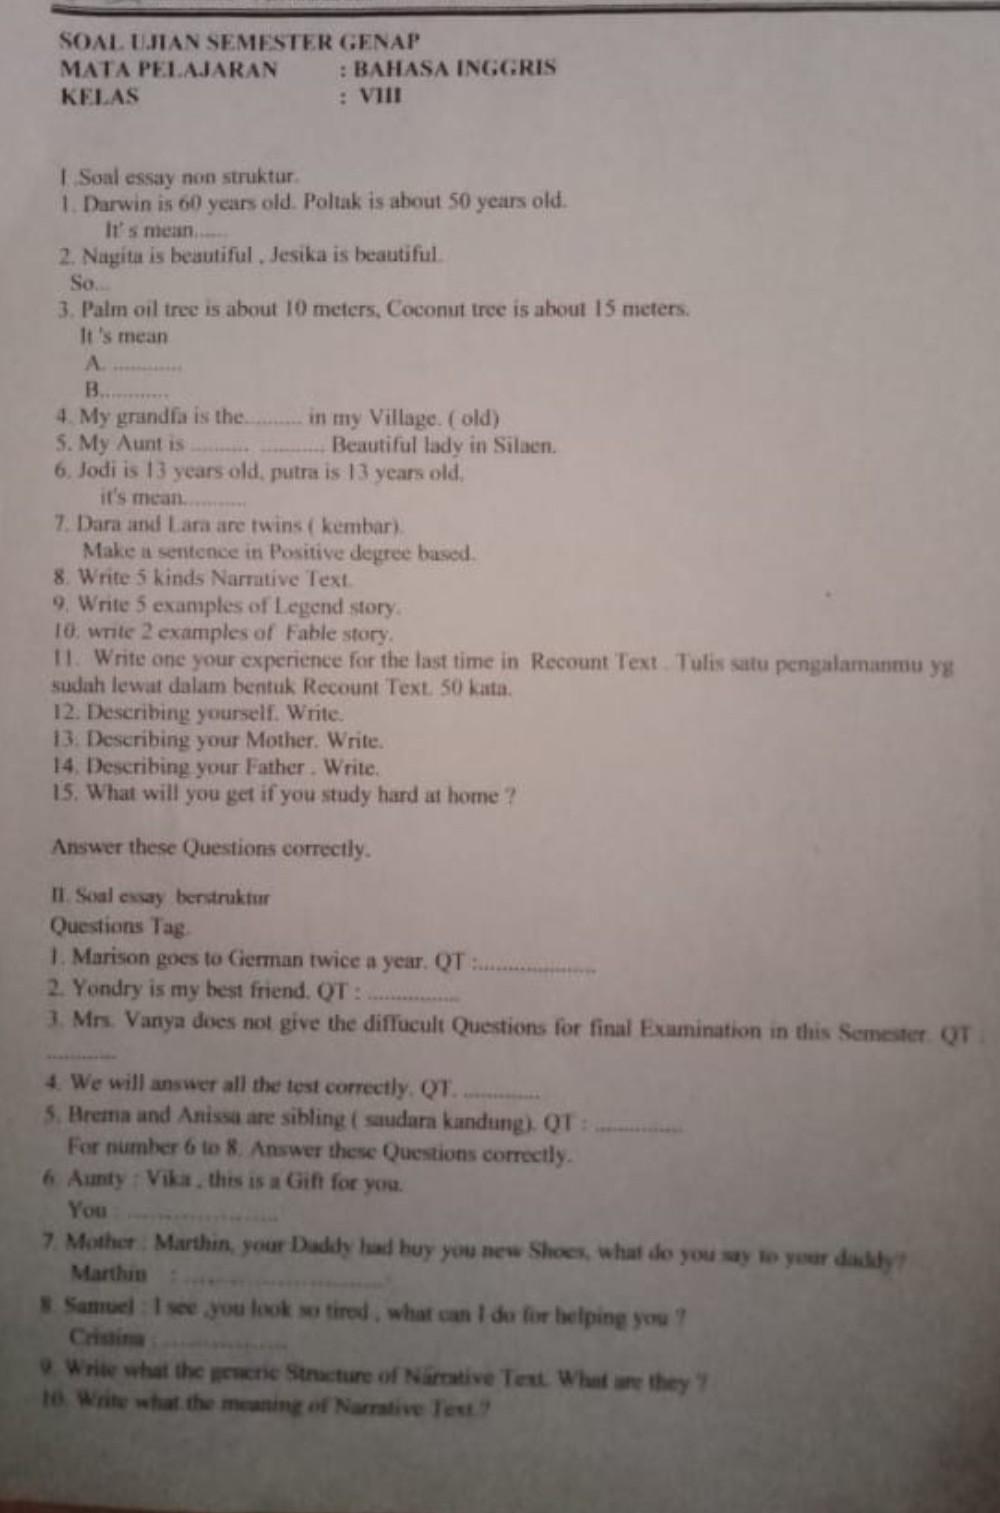 SOAL UJIAN SEMESTER GENAP
MATA PELAJARAN : BAHASA INGGRIS
KELAS : VIII
I .Soal essay non struktur.
1. Darwin is 60 years old. Poltak is about 50 years old.
It' s mean......
2. Nagita is beautiful , Jesika is beautiful.
So...
3. Palm oil tree is about 10 meters, Coconut tree is about 15 meters.
It 's mean
A. ............
B............
4. My grandfa is the.......... in my Village. ( old)
5. My Aunt is .......... ........... Beautiful lady in Silaen.
6. Jodi is 13 years old, putra is 13 years old,
it's mean...........
7. Dara and Lara are twins ( kembar).
Make a sentence in Positive degree based.
8. Write 5 kinds Narrative Text.
9. Write 5 examples of Legend story.
10. write 2 examples of Fable story.
11. Write one your experience for the last time in Recount Text . Tulis satu pengalamanmu yg
sudah lewat dalam bentuk Recount Text. 50 kata.
12. Describing yourself. Write.
13. Describing your Mother. Write.
14. Describing your Father . Write.
15. What will you get if you study hard at home ?
Answer these Questions correctly.
II. Soal essay berstruktur
Questions Tag.
1. Marison goes to German twice a year. QT :....................
2. Yondry is my best friend. QT : ................
3. Mrs. Vanya does not give the diffucult Questions for final Examination in this Semester. QT :
............
4. We will answer all the test correctly. QT. .............
5. Brema and Anissa are sibling ( saudara kandung). QT : ...............
For number 6 to 8. Answer these Questions correctly.
6. Aunty : Vika , this is a Gift for you.
You : ..........................
7. Mother : Marthin, your Daddy had buy you new Shoes, what do you say to your daddy?
Marthin : ..................................
8. Samuel : I see ,you look so tired , what can I do for helping you ?
Cristina : .....................
9. Write what the generic Structure of Narrative Text. What are they ?
10. Write what the meaning of Narrative Text.?